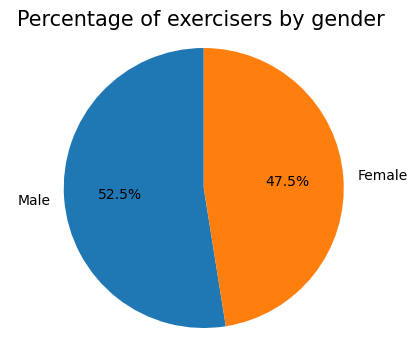 Percentage of exercisers by gender
Female
47.5%
52.5%
Male